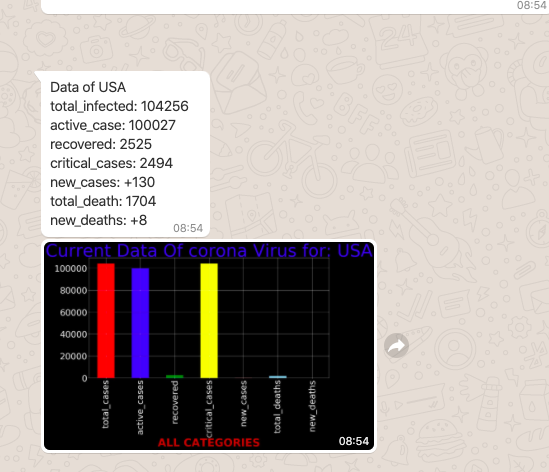 08:54
Data of USA
total_infected: 104256
active_case: 100027
recovered: 2525
critical_cases: 2494
new_cases: +130
total_death: 1704
new_deaths: +8
08:54
Current Data Of corona Virus for: USA
100000
80000
60000
40000
20000
0
total_cases
active_cases
recovered
critical_cases
new_cases
total_deaths
new_deaths
ALL CATEGORIES
08:54